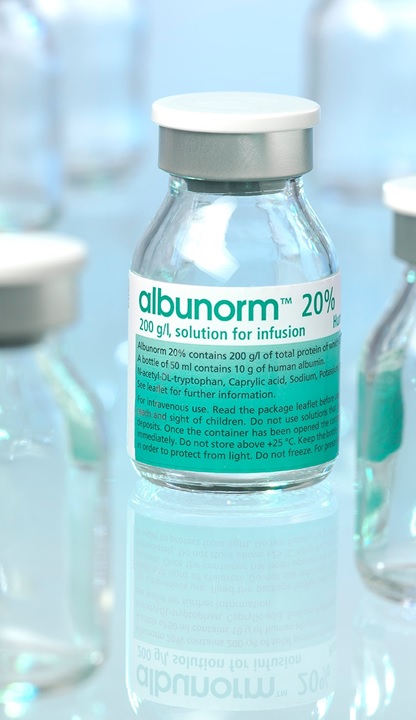 albunorm™ 20%
200 g/l, solution for infusion
Albunorm 20% contains 200 g/l of total protein of
A bottle of 50 ml contains 10 g of human albumin.
N-acetyl-DL-tryptophan, Caprylic acid, Sodium,
See leaflet for further information.
For intravenous use. Read the package leaflet before
and sight of children. Do not use solutions
deposits. Once the container has been opened the
immediately. Do not store above +25 °C. Keep the
in order to protect from light. Do not freeze. For